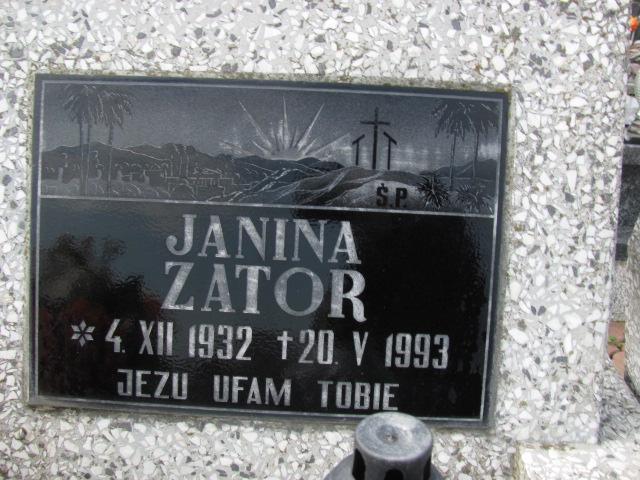 Ś.P.
JANINA
ZATOR
* 4. XII 1932 † 20. V 1993
JEZU UFAM TOBIE